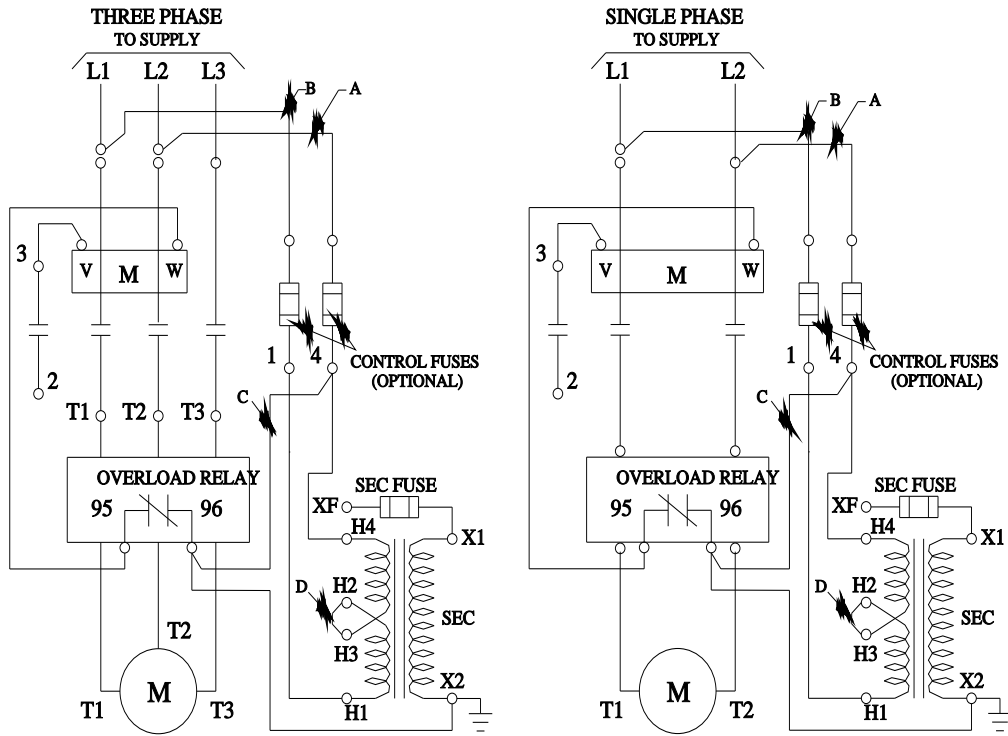 THREE PHASE
TO SUPPLY
L1 L2 L3
B
A
3
V M W
1 4
CONTROL FUSES
(OPTIONAL)
2
C
T1 T2 T3
OVERLOAD RELAY
95 96
SEC FUSE
XF
H4
X1
D
H2
SEC
H3
T2
X2
M
T1 T3
H1
SINGLE PHASE
TO SUPPLY
L1 L2
B
A
3
V M W
1 4
CONTROL FUSES
(OPTIONAL)
2
C
OVERLOAD RELAY
95 96
SEC FUSE
XF
H4
X1
D
H2
SEC
H3
X2
M
T1 T2
H1